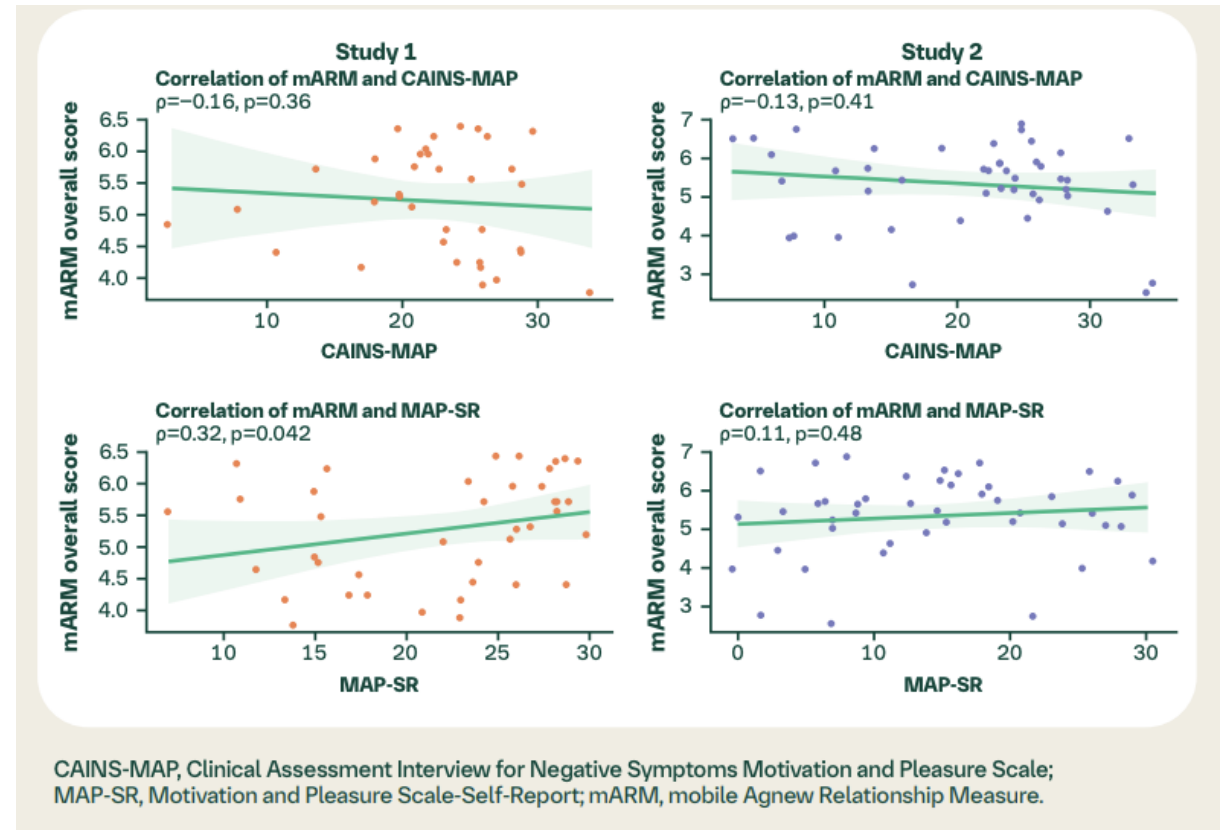 Study 1
Correlation of mARM and CAINS-MAP
ρ=−0.16, p=0.36
mARM overall score
6.5
6.0
5.5
5.0
4.5
4.0
10
20
30
CAINS-MAP
Study 2
Correlation of mARM and CAINS-MAP
ρ=−0.13, p=0.41
mARM overall score
7
6
5
4
3
10
20
30
CAINS-MAP
Correlation of mARM and MAP-SR
ρ=0.32, p=0.042
mARM overall score
6.5
6.0
5.5
5.0
4.5
4.0
10
15
20
25
30
MAP-SR
Correlation of mARM and MAP-SR
ρ=0.11, p=0.48
mARM overall score
7
6
5
4
3
0
10
20
30
MAP-SR
CAINS-MAP, Clinical Assessment Interview for Negative Symptoms Motivation and Pleasure Scale;
MAP-SR, Motivation and Pleasure Scale-Self-Report; mARM, mobile Agnew Relationship Measure.